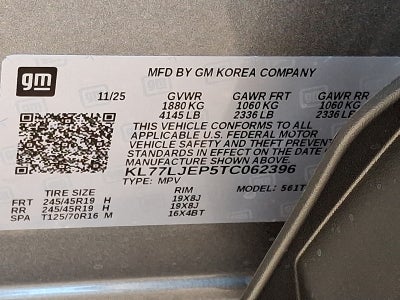 gm
MFD BY GM KOREA COMPANY
11/25 GVWR GAWR FRT GAWR RR
1880 KG 1060 KG 1060 KG
4145 LB 2336 LB 2336 LB
THIS VEHICLE CONFORMS TO ALL
APPLICABLE U.S. FEDERAL MOTOR
VEHICLE SAFETY AND THEFT PREVENT
STANDARDS IN EFFECT ON THE DATE
MANUFACTURE SHOWN ABOVE.
KL77LJEP5TC062396
TYPE: MPV MODEL: 561T
TIRE SIZE RIM
FRT 245/45R19 H 19X8J
RR 245/45R19 H 19X8J
SPA T125/70R16 M 16X4BT